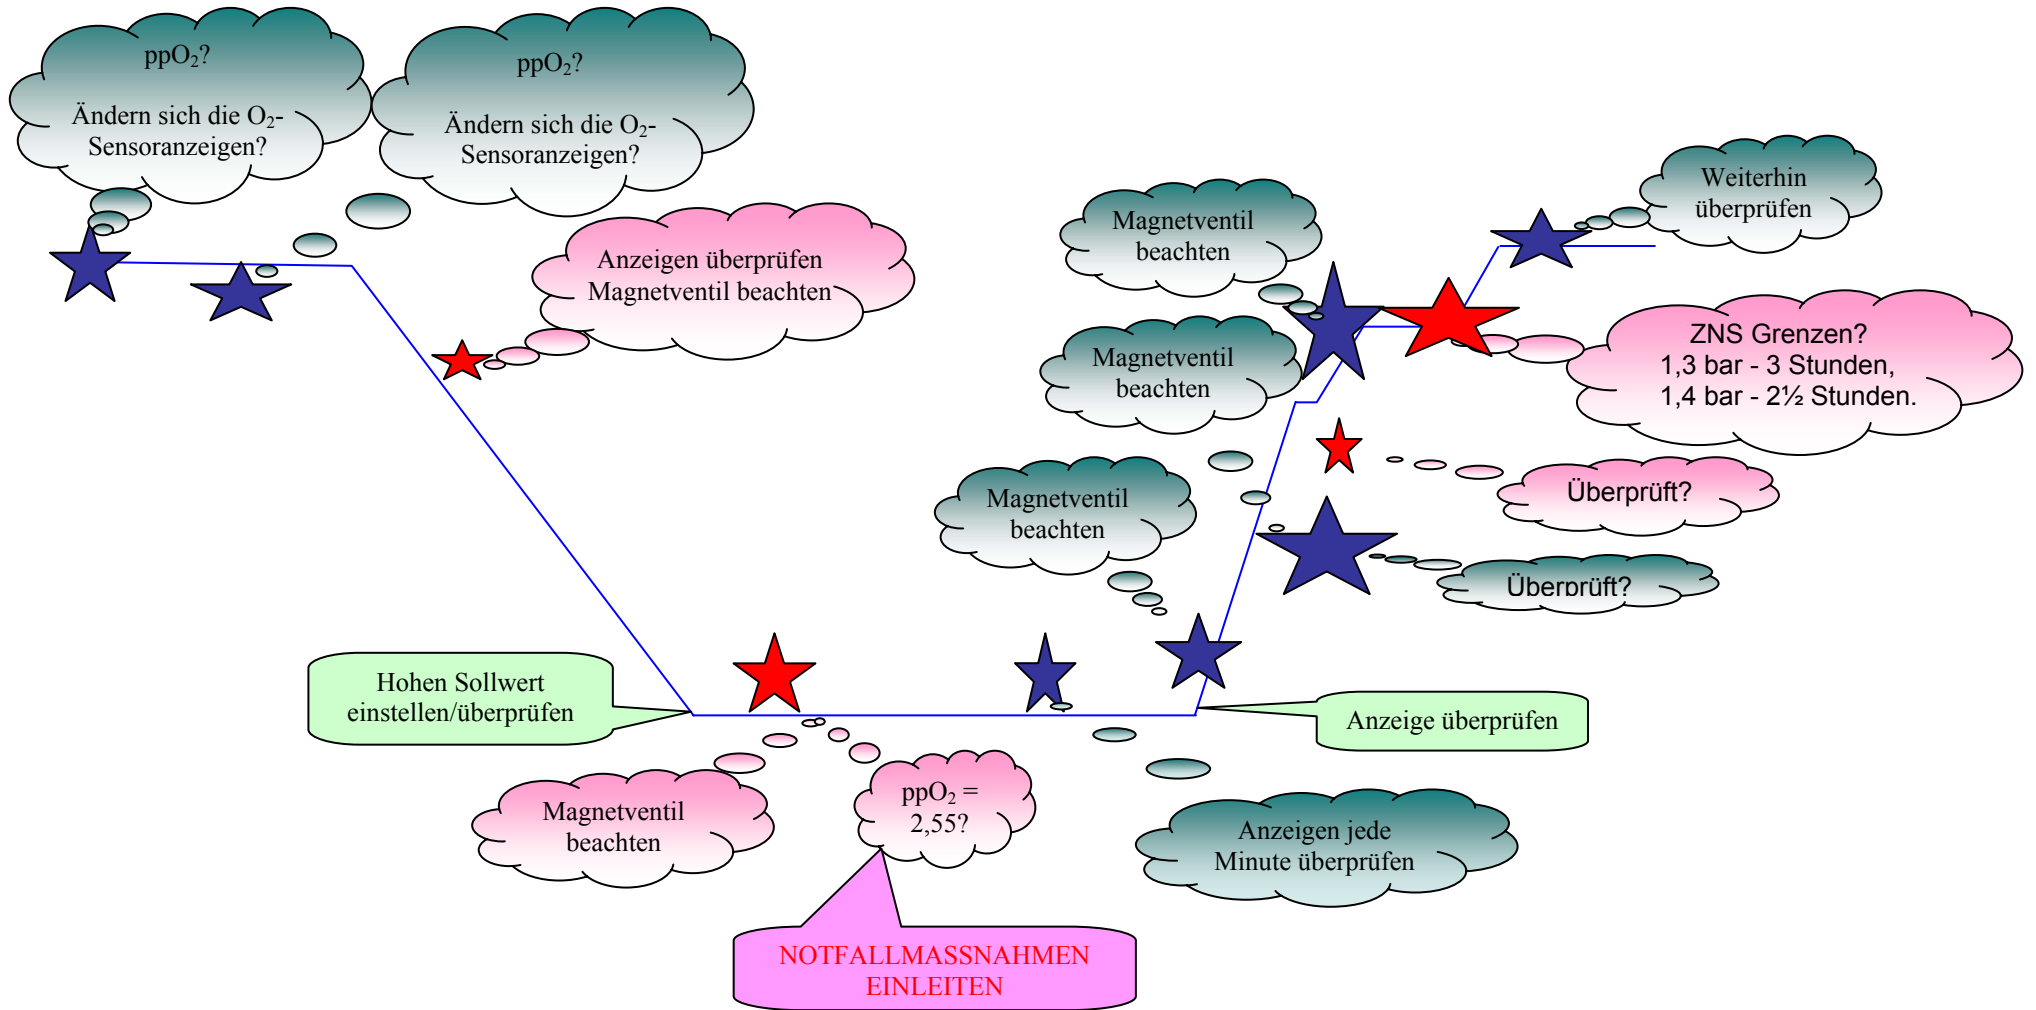 ppO₂?
Ändern sich die O₂-
Sensoranzeigen?
ppO₂?
Ändern sich die O₂-
Sensoranzeigen?
Anzeigen überprüfen
Magnetventil beachten
Magnetventil
beachten
Weiterhin
überprüfen
Magnetventil
beachten
ZNS Grenzen?
1,3 bar - 3 Stunden,
1,4 bar - 2½ Stunden.
Magnetventil
beachten
Überprüft?
Überprüft?
Hohen Sollwert
einstellen/überprüfen
Anzeige überprüfen
Magnetventil
beachten
ppO₂ =
2,55?
Anzeigen jede
Minute überprüfen
NOTFALLMASSNAHMEN
EINLEITEN